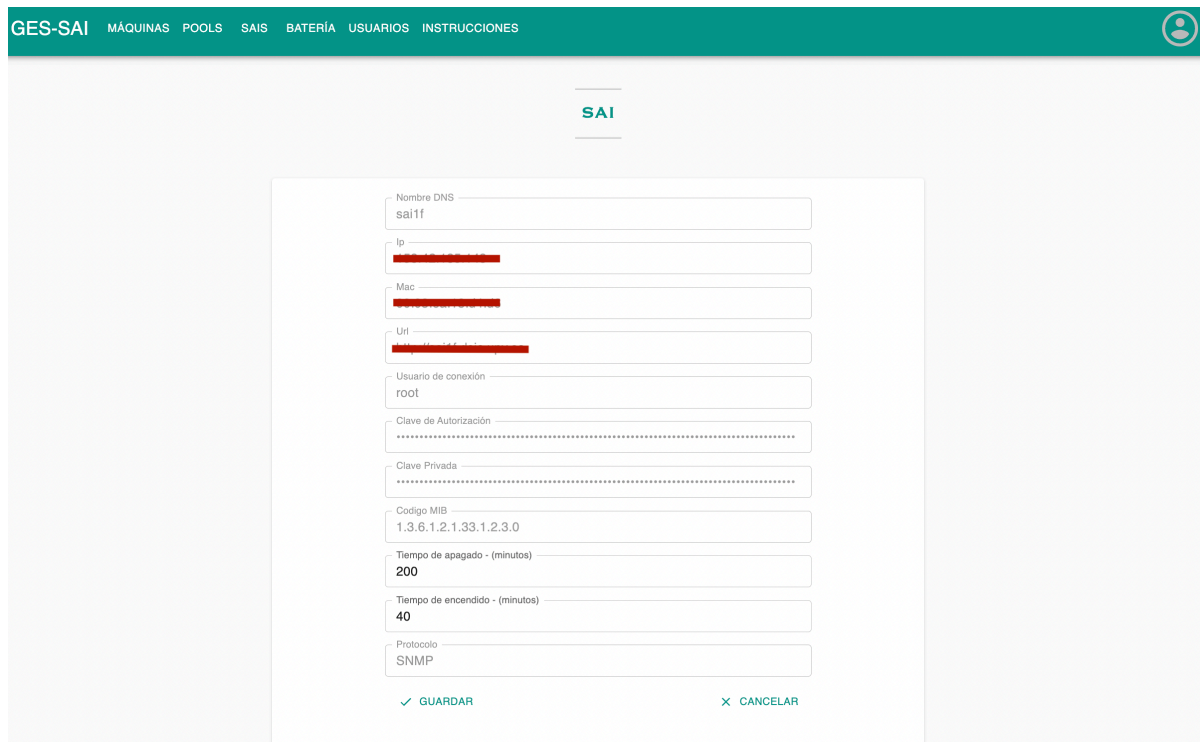 GES-SAI MÁQUINAS POOLS SAIS BATERÍA USUARIOS INSTRUCCIONES
SAI
Nombre DNS
sai1f
Ip
Mac
Url
Usuario de conexión
root
Clave de Autorización
Clave Privada
Codigo MIB
1.3.6.1.2.1.33.1.2.3.0
Tiempo de apagado - (minutos)
200
Tiempo de encendido - (minutos)
40
Protocolo
SNMP
GUARDAR CANCELAR